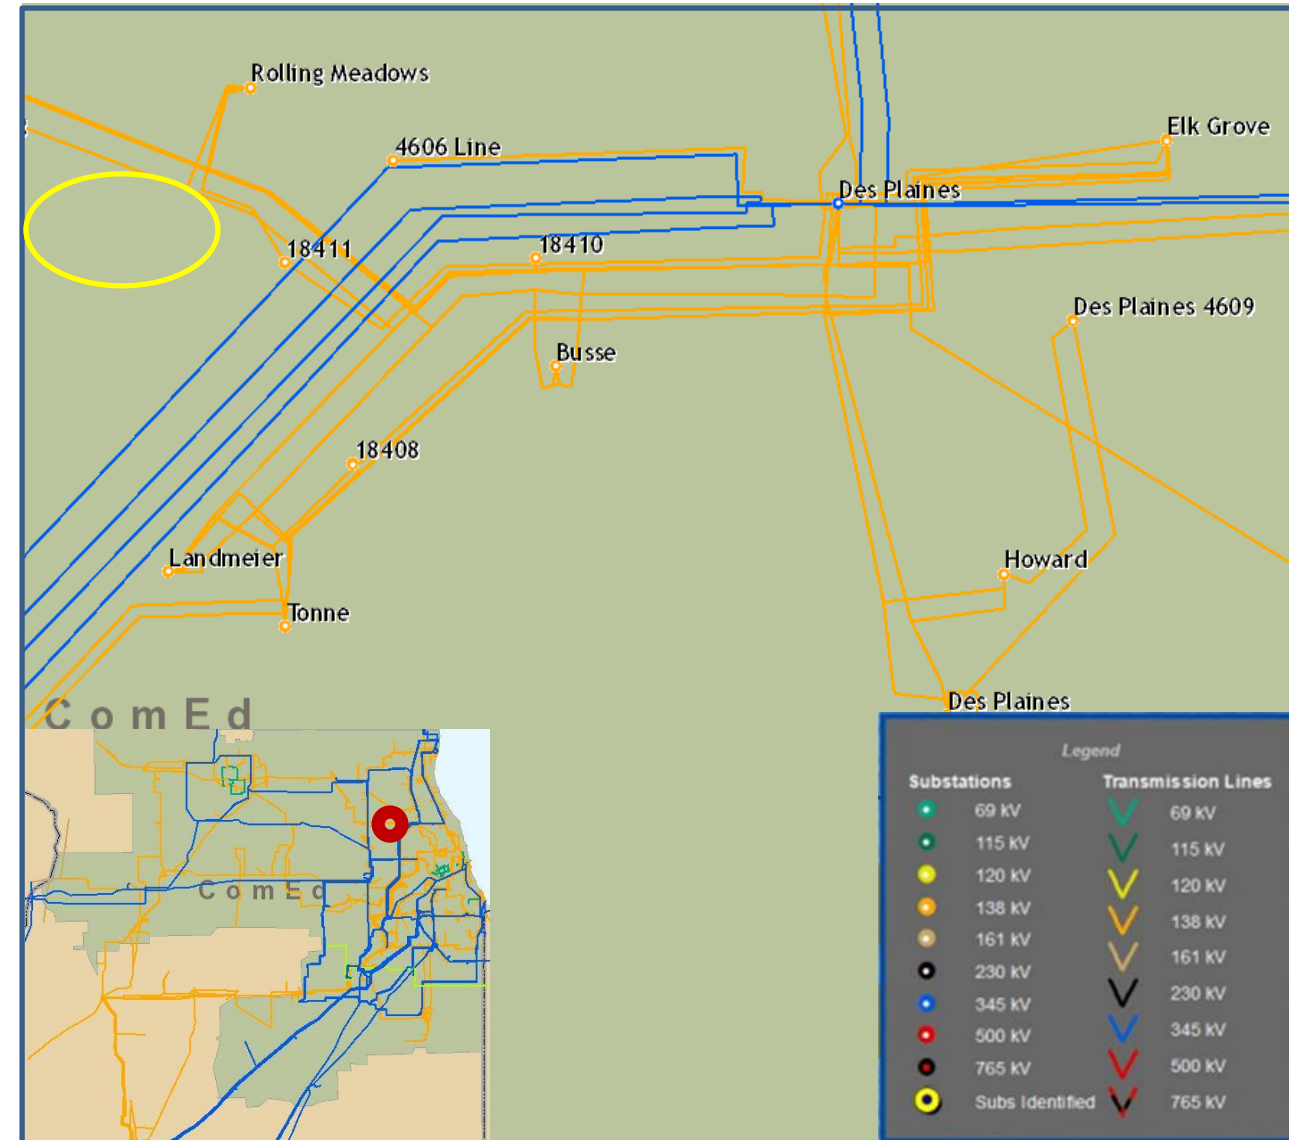 Rolling Meadows
4606 Line
Elk Grove
Des Plaines
18411
18410
Des Plaines 4609
Busse
18408
Landmeier
Howard
Tonne
Des Plaines
ComEd
ComEd
Legend
Substations
69 kV
115 kV
120 kV
138 kV
161 kV
230 kV
345 kV
500 kV
765 kV
Subs Identified
Transmission Lines
69 kV
115 kV
120 kV
138 kV
161 kV
230 kV
345 kV
500 kV
765 kV